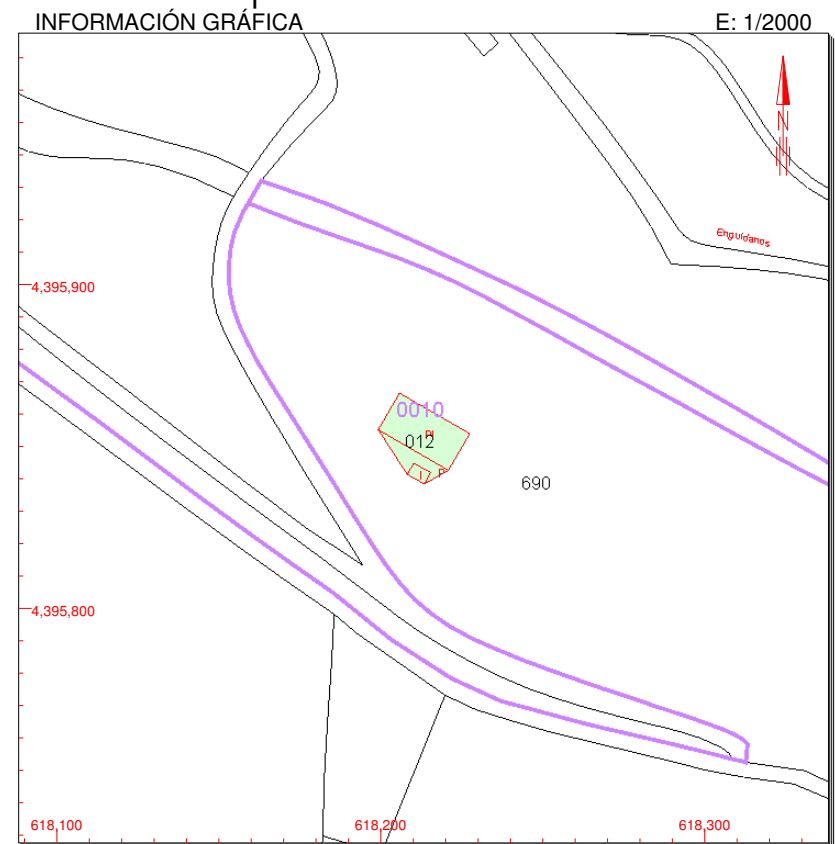 INFORMACIÓN GRÁFICA E: 1/2000
N
Enguídanos
4,395,900
0010
PI
012
P
I
690
4,395,800
618,100 618,200 618,300